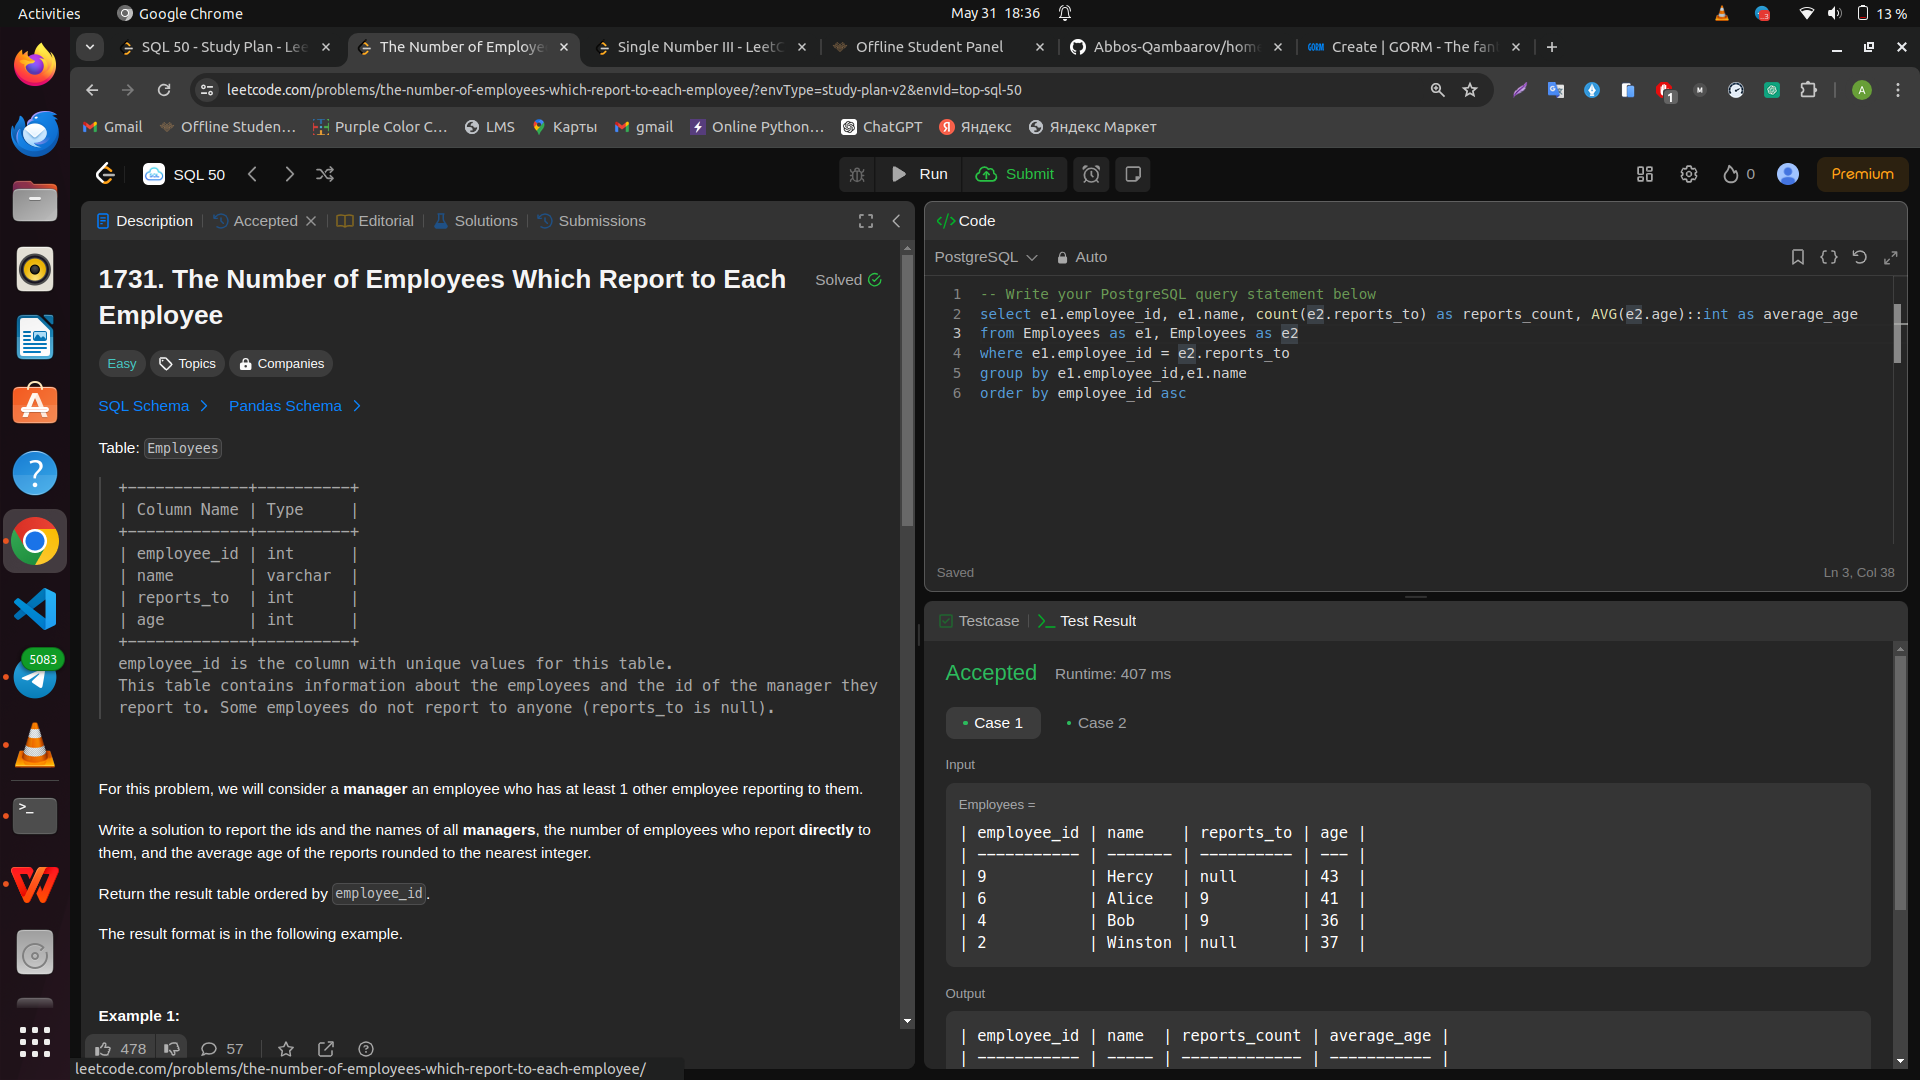 Activities
Google Chrome
May 31 18:36
13 %
SQL 50 - Study Plan - Lee
The Number of Employe
Single Number III - LeetC
Offline Student Panel
Abbos-Qambaarov/hom
Create | GORM - The fan
leetcode.com/problems/the-number-of-employees-which-report-to-each-employee/?envType=study-plan-v2&envId=top-sql-50
1
M
A
Gmail
Offline Studen…
Purple Color C…
LMS
Карты
gmail
Online Python…
ChatGPT
Яндекс
Яндекс Маркет
SQL 50
Run
Submit
0
Premium
Description
Accepted
Editorial
Solutions
Submissions
1731. The Number of Employees Which Report to Each
Employee
Solved
Easy
Topics
Companies
SQL Schema
Pandas Schema
Table: Employees
+-------------+----------+
| Column Name | Type     |
+-------------+----------+
| employee_id | int      |
| name        | varchar  |
| reports_to  | int      |
| age         | int      |
+-------------+----------+
employee_id is the column with unique values for this table.
This table contains information about the employees and the id of the manager they
report to. Some employees do not report to anyone (reports_to is null).
For this problem, we will consider a manager an employee who has at least 1 other employee reporting to them.
Write a solution to report the ids and the names of all managers, the number of employees who report directly to
them, and the average age of the reports rounded to the nearest integer.
Return the result table ordered by employee_id.
The result format is in the following example.
Example 1:
478
57
leetcode.com/problems/the-number-of-employees-which-report-to-each-employee/
5083
Code
PostgreSQL
Auto
1 -- Write your PostgreSQL query statement below
2 select e1.employee_id, e1.name, count(e2.reports_to) as reports_count, AVG(e2.age)::int as average_age
3 from Employees as e1, Employees as e2
4 where e1.employee_id = e2.reports_to
5 group by e1.employee_id,e1.name
6 order by employee_id asc
Saved
Ln 3, Col 38
Testcase
Test Result
Accepted
Runtime: 407 ms
Case 1
Case 2
Input
Employees =
| employee_id | name    | reports_to | age |
| ----------- | ------- | ---------- | --- |
| 9           | Hercy   | null       | 43  |
| 6           | Alice   | 9          | 41  |
| 4           | Bob     | 9          | 36  |
| 2           | Winston | null       | 37  |
Output
| employee_id | name  | reports_count | average_age |
| ----------- | ----- | ------------- | ----------- |